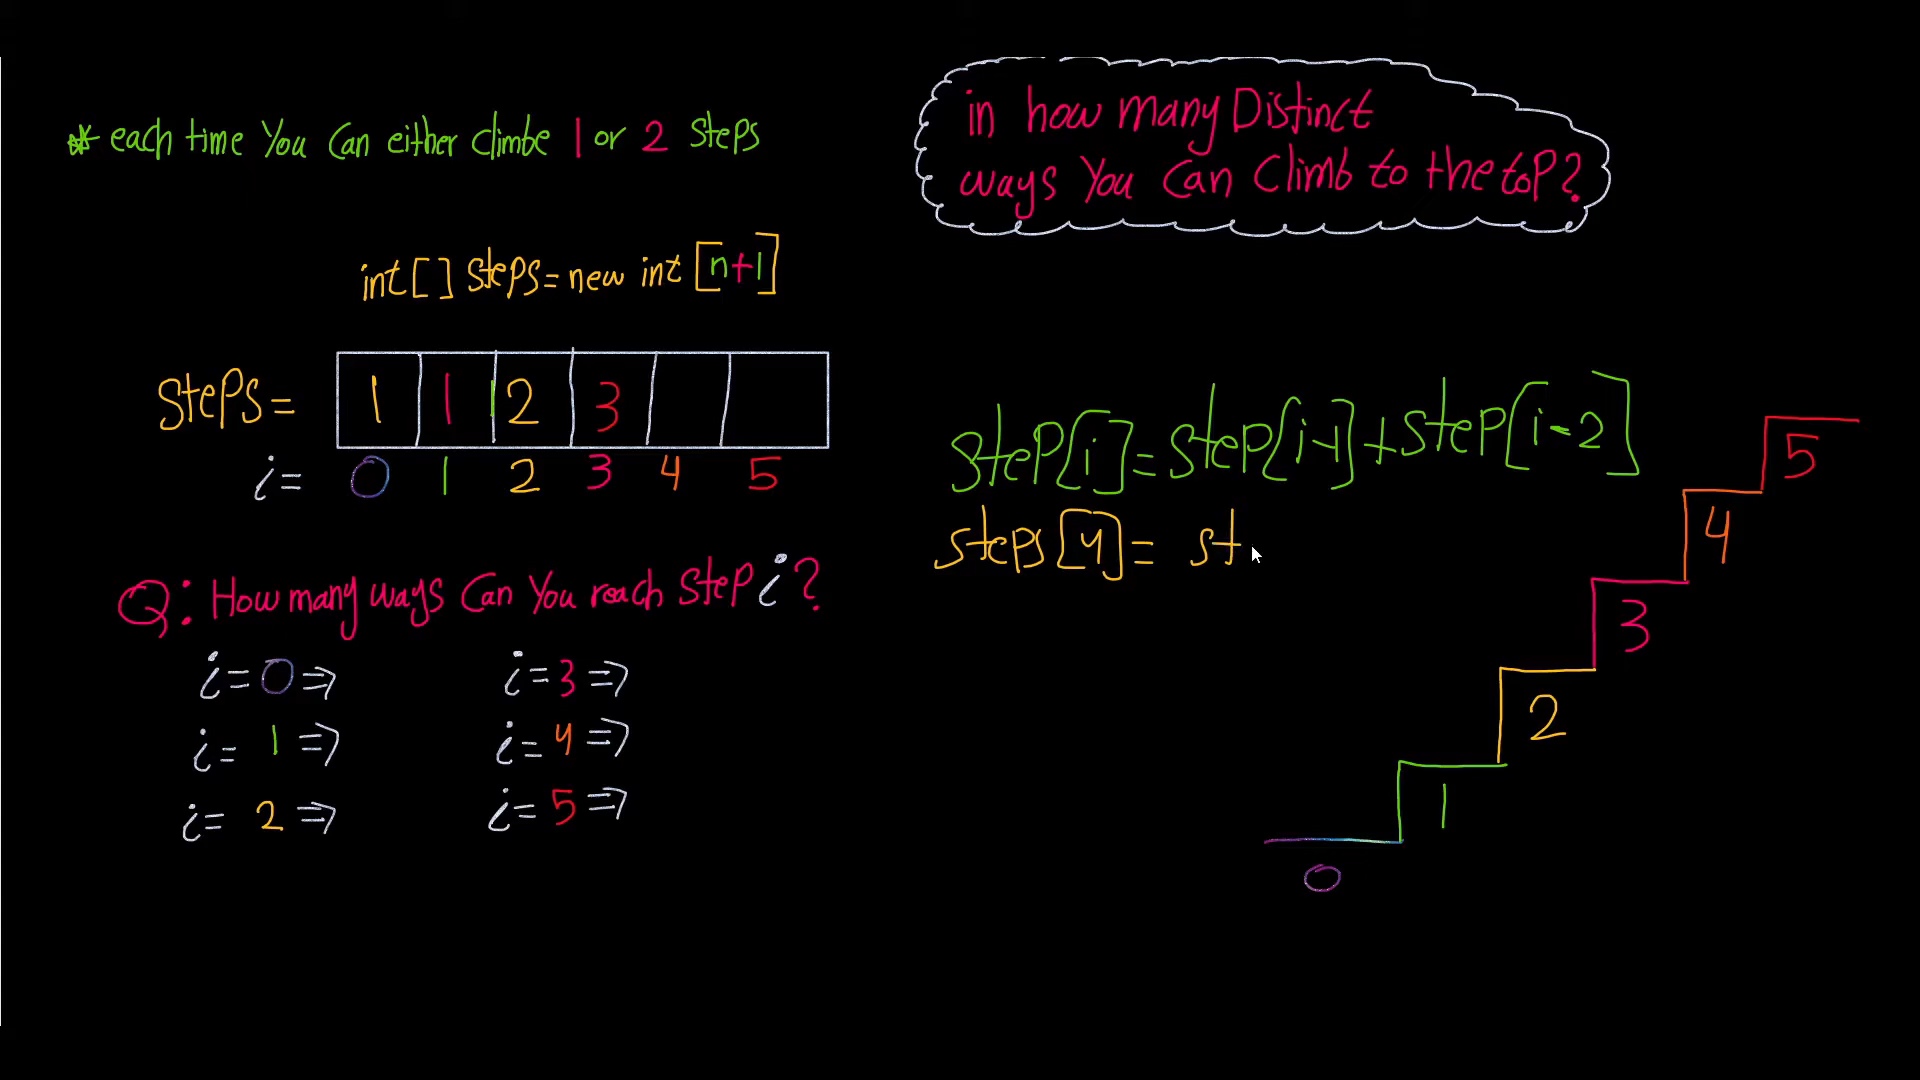 * each time You Can either Climbe 1 or 2 steps
in how many Distinct
ways You Can Climb to the top?
int[] steps=new int[n+1]
steps= 1 1 2 3
i= 0 1 2 3 4 5
step[i]=step[i-1]+step[i-2]
steps[4]= st
Q: How many ways Can You reach step i?
i=0⇒ i=3⇒
i=1⇒ i=4⇒
i=2⇒ i=5⇒
5
4
3
2
1
0